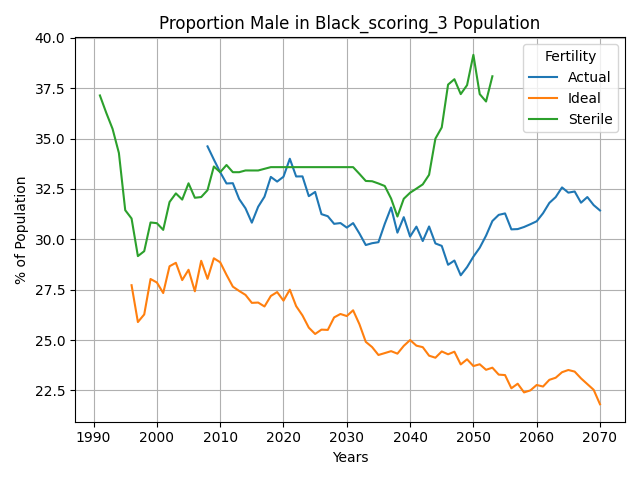 Proportion Male in Black_scoring_3 Population
% of Population
40.0
37.5
35.0
32.5
30.0
27.5
25.0
22.5
Fertility
Actual
Ideal
Sterile
1990 2000 2010 2020 2030 2040 2050 2060 2070
Years